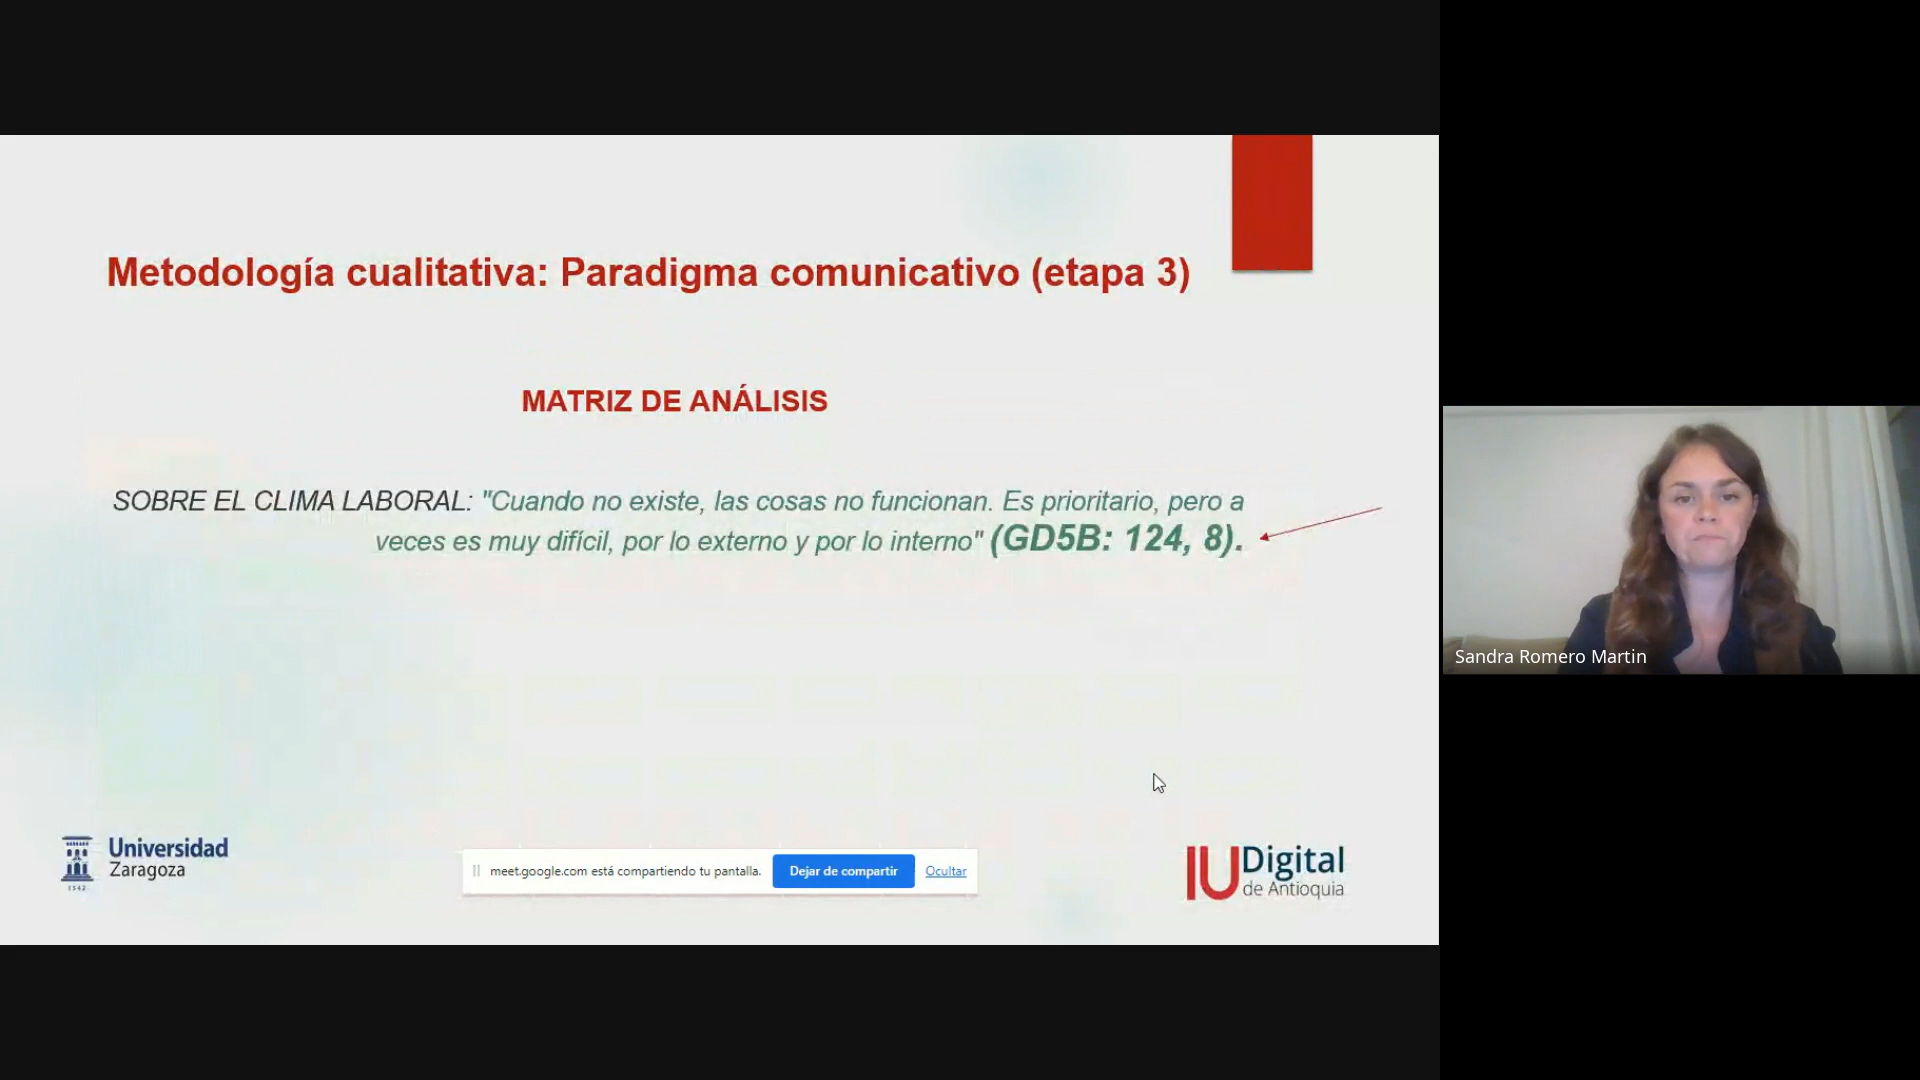 Metodología cualitativa: Paradigma comunicativo (etapa 3)
MATRIZ DE ANÁLISIS
SOBRE EL CLIMA LABORAL: "Cuando no existe, las cosas no funcionan. Es prioritario, pero a
veces es muy difícil, por lo externo y por lo interno" (GD5B: 124, 8).
Sandra Romero Martin
Universidad
Zaragoza
1542
meet.google.com está compartiendo tu pantalla. Dejar de compartir Ocultar
IU Digital
de Antioquia